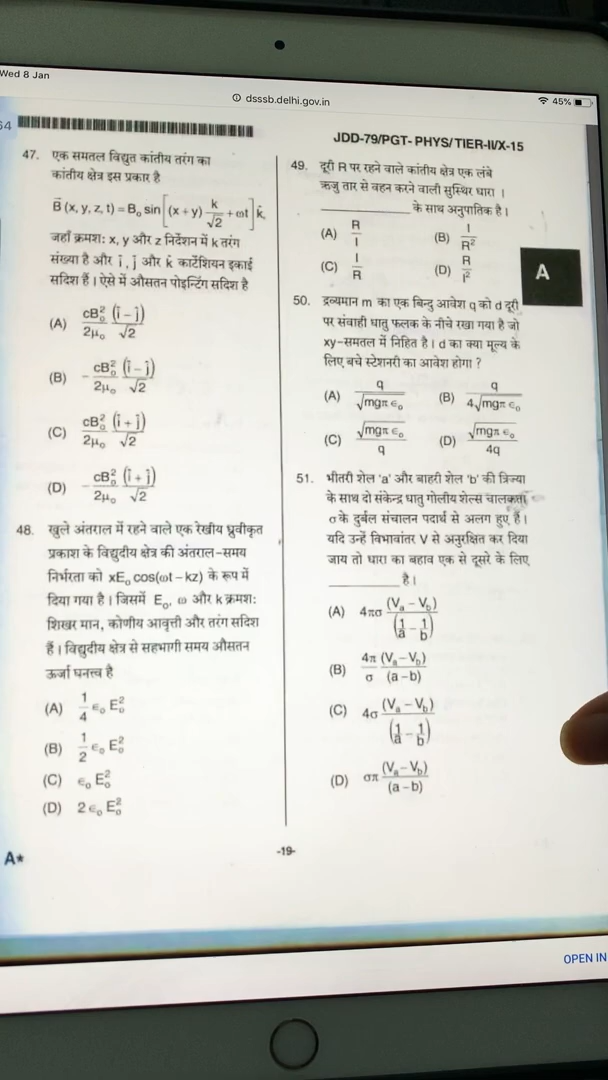 Wed 8 Jan
dsssb.delhi.gov.in
45%
64
JDD-79/PGT- PHYS/TIER-II/X-15
47. एक समतल विद्युत कांतीय तरंग का
कांतीय क्षेत्र इस प्रकार है
B⃗ (x, y, z, t) = B₀ sin [(x + y) k/√2 + ωt] k̂,
जहाँ क्रमश: x, y और z निर्देशन में k तरंग
संख्या है और î, ĵ और k̂ कार्टेशियन इकाई
सदिश हैं । ऐसे में औसतन पोइन्टिंग सदिश है
(A) cB₀²/2μ₀ (î – ĵ)/√2
(B) – cB₀²/2μ₀ (î – ĵ)/√2
(C) cB₀²/2μ₀ (î + ĵ)/√2
(D) – cB₀²/2μ₀ (î + ĵ)/√2
48. खुले अंतराल में रहने वाले एक रेखीय ध्रुवीकृत
प्रकाश के विद्युदीय क्षेत्र की अंतराल-समय
निर्भरता को xE₀ cos(ωt – kz) के रूप में
दिया गया है । जिसमें E₀, ω और k क्रमश:
शिखर मान, कोणीय आवृत्ती और तरंग सदिश
हैं । विद्युदीय क्षेत्र से सहभागी समय औसतन
ऊर्जा घनत्त्व है
(A) 1/4 ϵ₀ E₀²
(B) 1/2 ϵ₀ E₀²
(C) ϵ₀ E₀²
(D) 2 ϵ₀ E₀²
49. दूरी R पर रहने वाले कांतीय क्षेत्र एक लंबे
ऋजु तार से वहन करने वाली सुस्थिर धारा I
__________ के साथ अनुपातिक है ।
(A) R/I (B) I/R²
(C) I/R (D) R/I²
A
50. द्रव्यमान m का एक बिन्दु आवेश q को d दूरी
पर संवाही धातु फलक के नीचे रखा गया है जो
xy-समतल में निहित है । d का क्या मूल्य के
लिए बचे स्टेशनरी का आवेश होगा ?
(A) q/√mgπ ϵ₀ (B) q/4√mgπ ϵ₀
(C) √mgπ ϵ₀/q (D) √mgπ ϵ₀/4q
51. भीतरी शेल 'a' और बाहरी शेल 'b' की त्रिज्या
के साथ दो संकेन्द्र धातु गोलीय शेल्स चालकता
σ के दुर्बल संचालन पदार्थ से अलग हुए हैं ।
यदि उन्हें विभावांतर V से अनुरक्षित कर दिया
जाय तो धारा का बहाव एक से दूसरे के लिए
__________ है ।
(A) 4πσ (Vₐ – V_b)/(1/a – 1/b)
(B) 4π/σ (Vₐ – V_b)/(a – b)
(C) 4σ (Vₐ – V_b)/(1/a – 1/b)
(D) σπ (Vₐ – V_b)/(a – b)
A*
-19-
OPEN IN